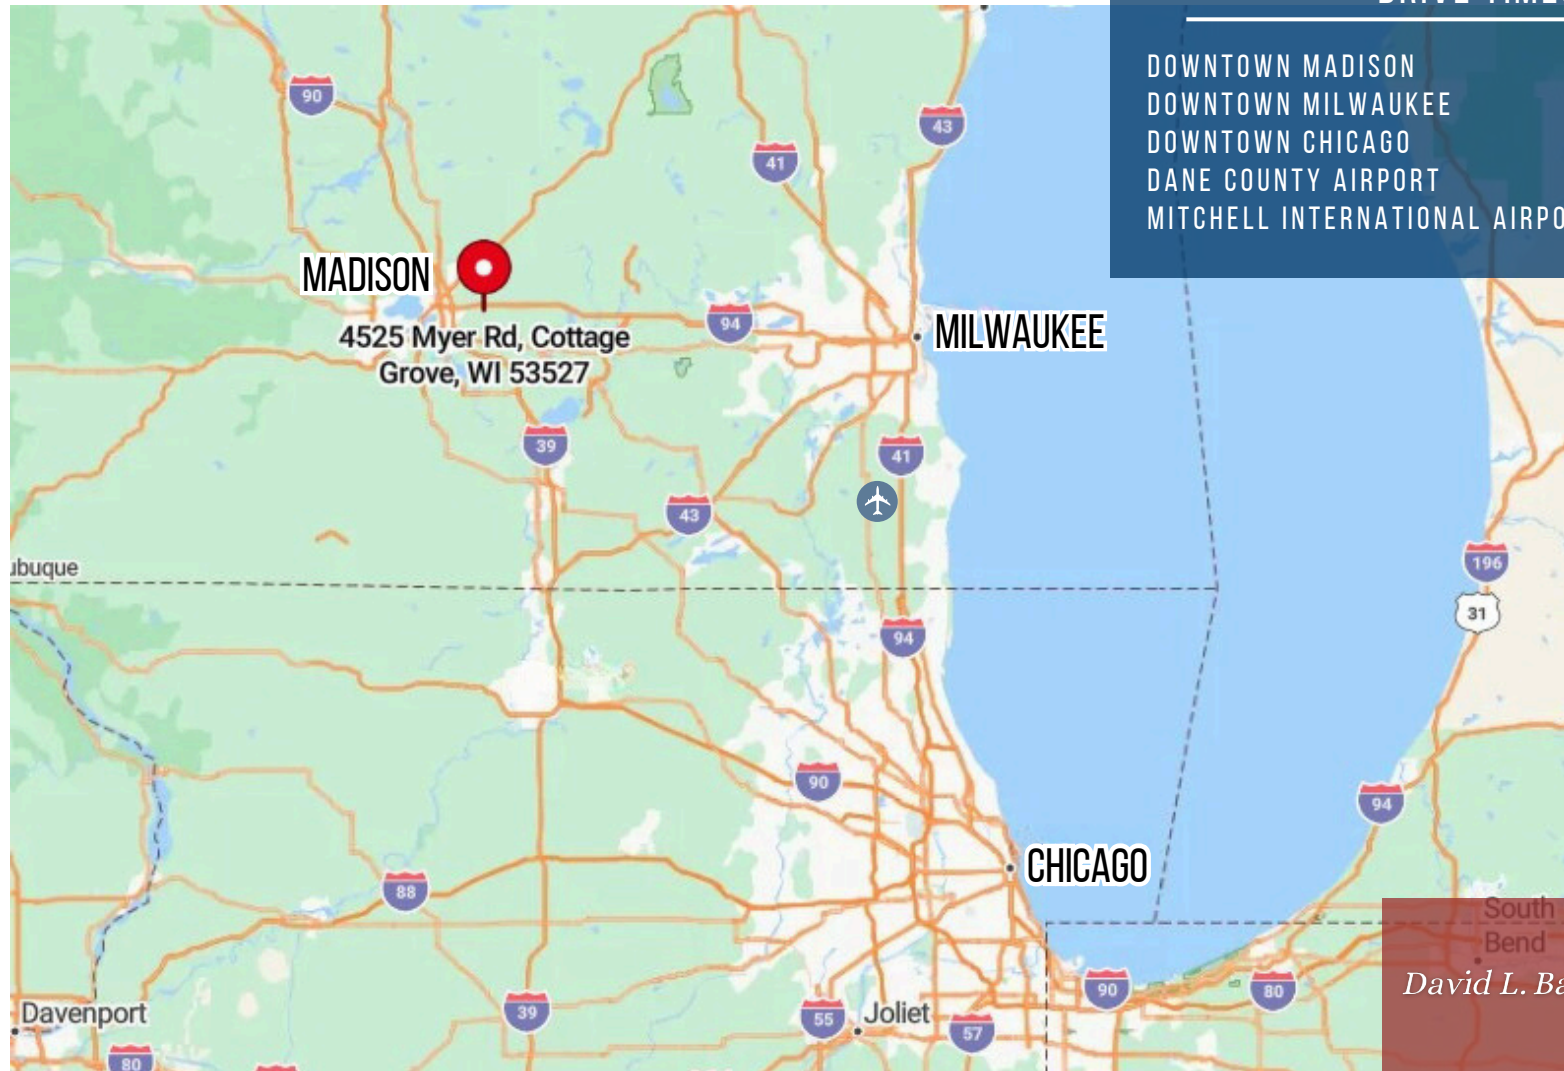 DOWNTOWN MADISON
DOWNTOWN MILWAUKEE
DOWNTOWN CHICAGO
DANE COUNTY AIRPORT
MITCHELL INTERNATIONAL AIRPO
90
43
41
MADISON
4525 Myer Rd, Cottage
Grove, WI 53527
94
MILWAUKEE
39
41
43
ubuque
196
31
94
90
94
CHICAGO
88
South
Bend
David L. Ba
Davenport
39
55
Joliet
57
90
80
80